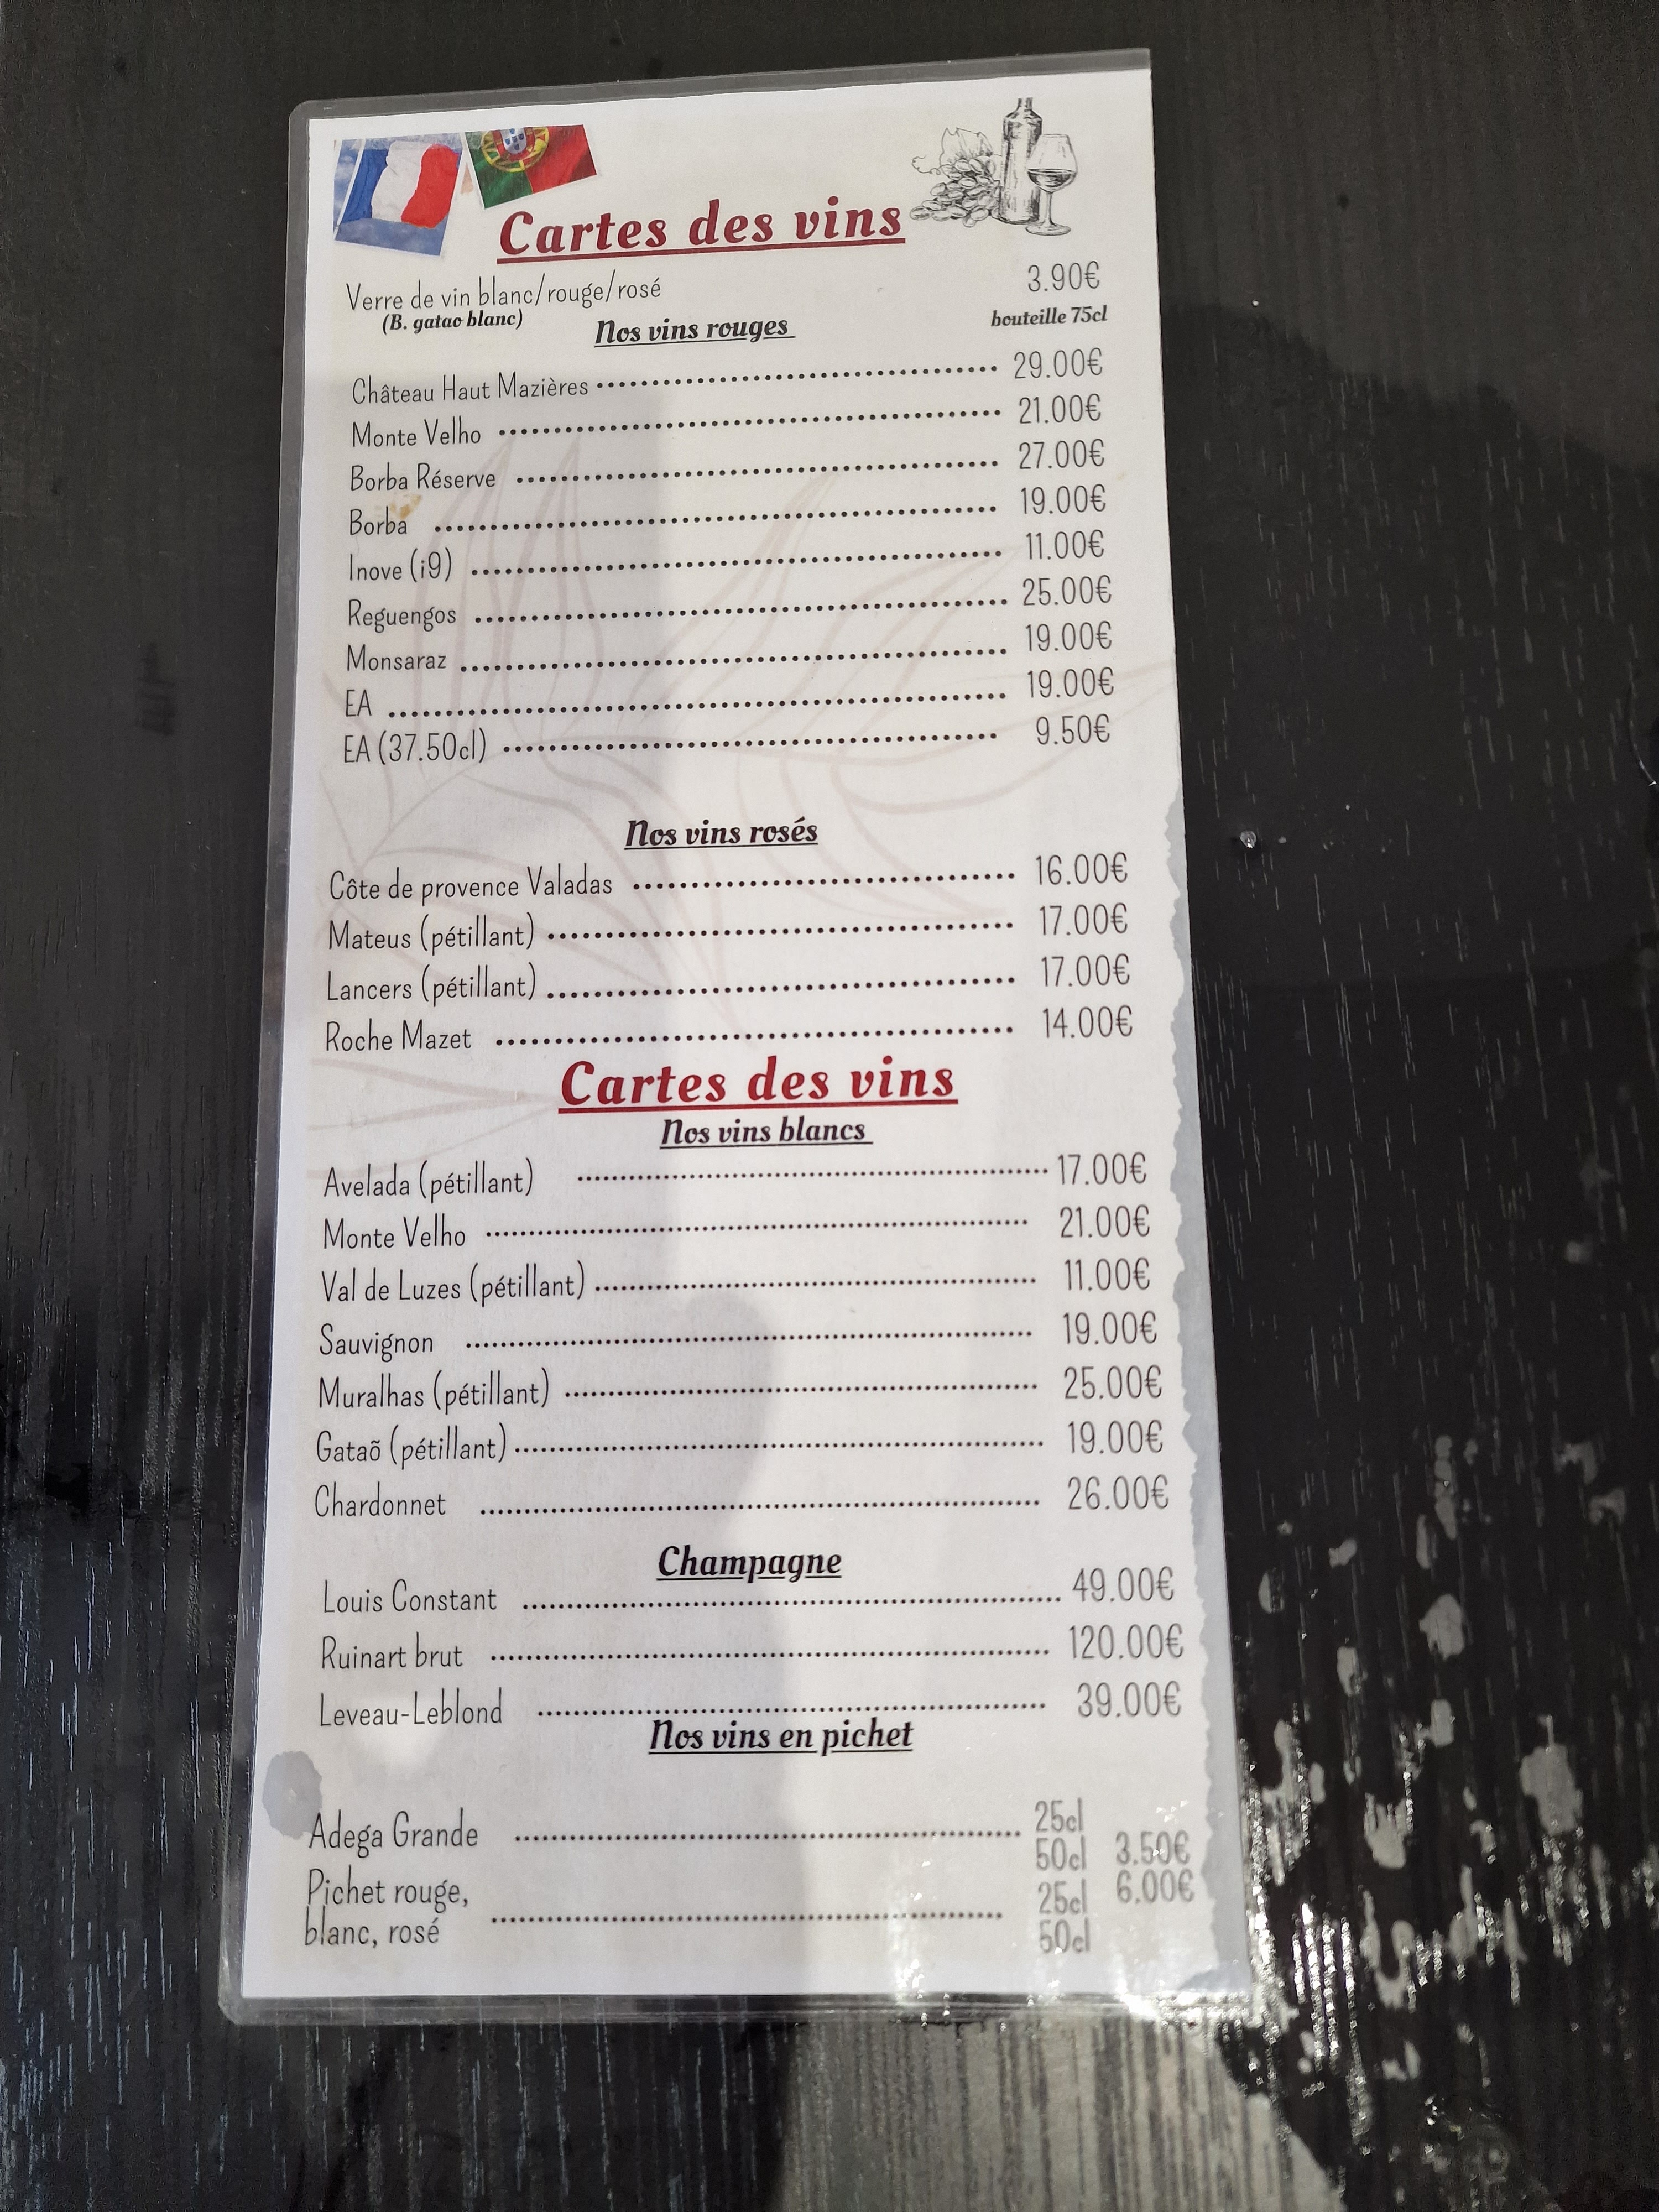 Cartes des vins
Verre de vin blanc/rouge/rosé 3.90€
(B. gatao blanc) bouteille 75cl
Nos vins rouges
Château Haut Mazières 29.00€
Monte Velho 21.00€
Borba Réserve 27.00€
Borba 19.00€
Inove (i9) 11.00€
Reguengos 25.00€
Monsaraz 19.00€
EA 19.00€
EA (37.50cl) 9.50€
Nos vins rosés
Côte de provence Valadas 16.00€
Mateus (pétillant) 17.00€
Lancers (pétillant) 17.00€
Roche Mazet 14.00€
Cartes des vins
Nos vins blancs
Avelada (pétillant) 17.00€
Monte Velho 21.00€
Val de Luzes (pétillant) 11.00€
Sauvignon 19.00€
Muralhas (pétillant) 25.00€
Gataõ (pétillant) 19.00€
Chardonnet 26.00€
Champagne
Louis Constant 49.00€
Ruinart brut 120.00€
Leveau-Leblond 39.00€
Nos vins en pichet
Adega Grande 25cl
50cl 3.50€
Pichet rouge, 25cl 6.00€
blanc, rosé 50cl